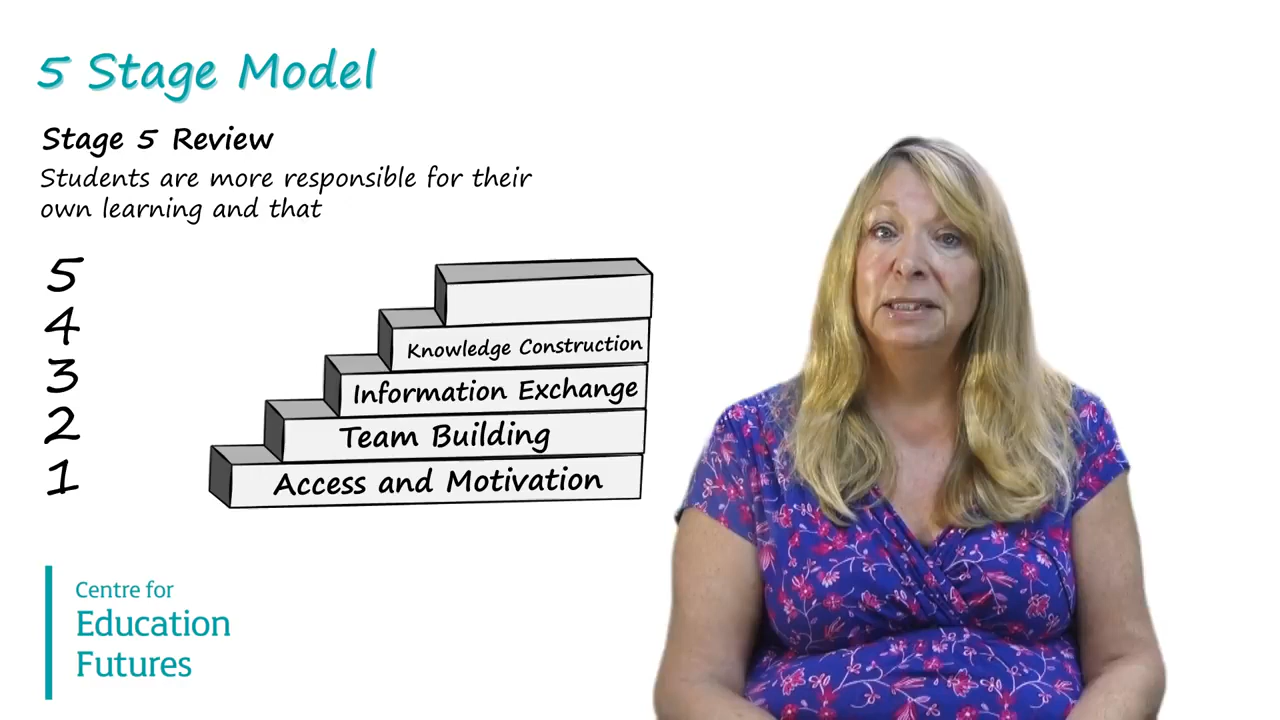 5 Stage Model
Stage 5 Review
Students are more responsible for their
own learning and that
5
4
3
2
1
Knowledge Construction
Information Exchange
Team Building
Access and Motivation
Centre for
Education
Futures